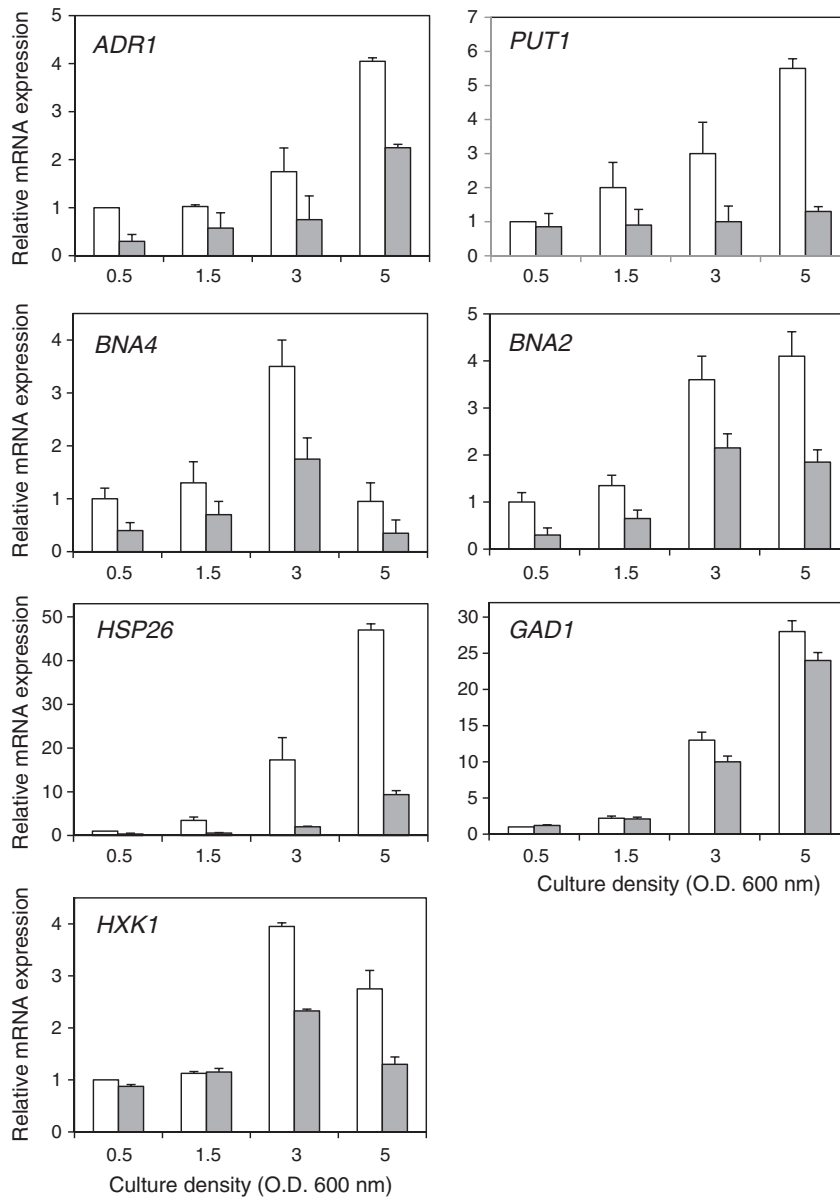 ADR1
Relative mRNA expression
5
4
3
2
1
0
0.5 1.5 3 5
PUT1
7
6
5
4
3
2
1
0
0.5 1.5 3 5
BNA4
Relative mRNA expression
4
3
2
1
0
0.5 1.5 3 5
BNA2
5
4
3
2
1
0
0.5 1.5 3 5
HSP26
Relative mRNA expression
50
40
30
20
10
0
0.5 1.5 3 5
GAD1
30
25
20
15
10
5
0
0.5 1.5 3 5
Culture density (O.D. 600 nm)
HXK1
Relative mRNA expression
4
3
2
1
0
0.5 1.5 3 5
Culture density (O.D. 600 nm)